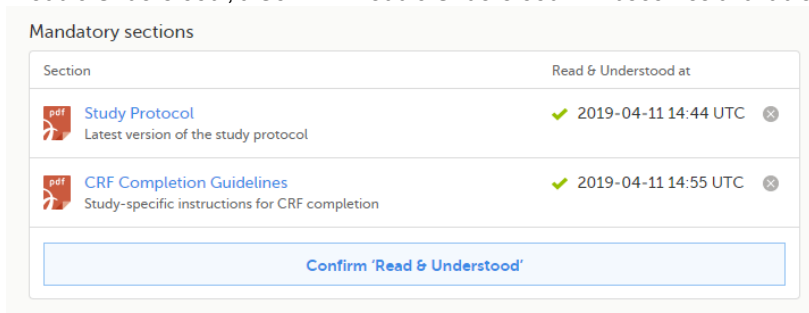 Mandatory sections
Section Read & Understood at
pdf Study Protocol 2019-04-11 14:44 UTC
Latest version of the study protocol
pdf CRF Completion Guidelines 2019-04-11 14:55 UTC
Study-specific instructions for CRF completion
Confirm ‘Read & Understood’